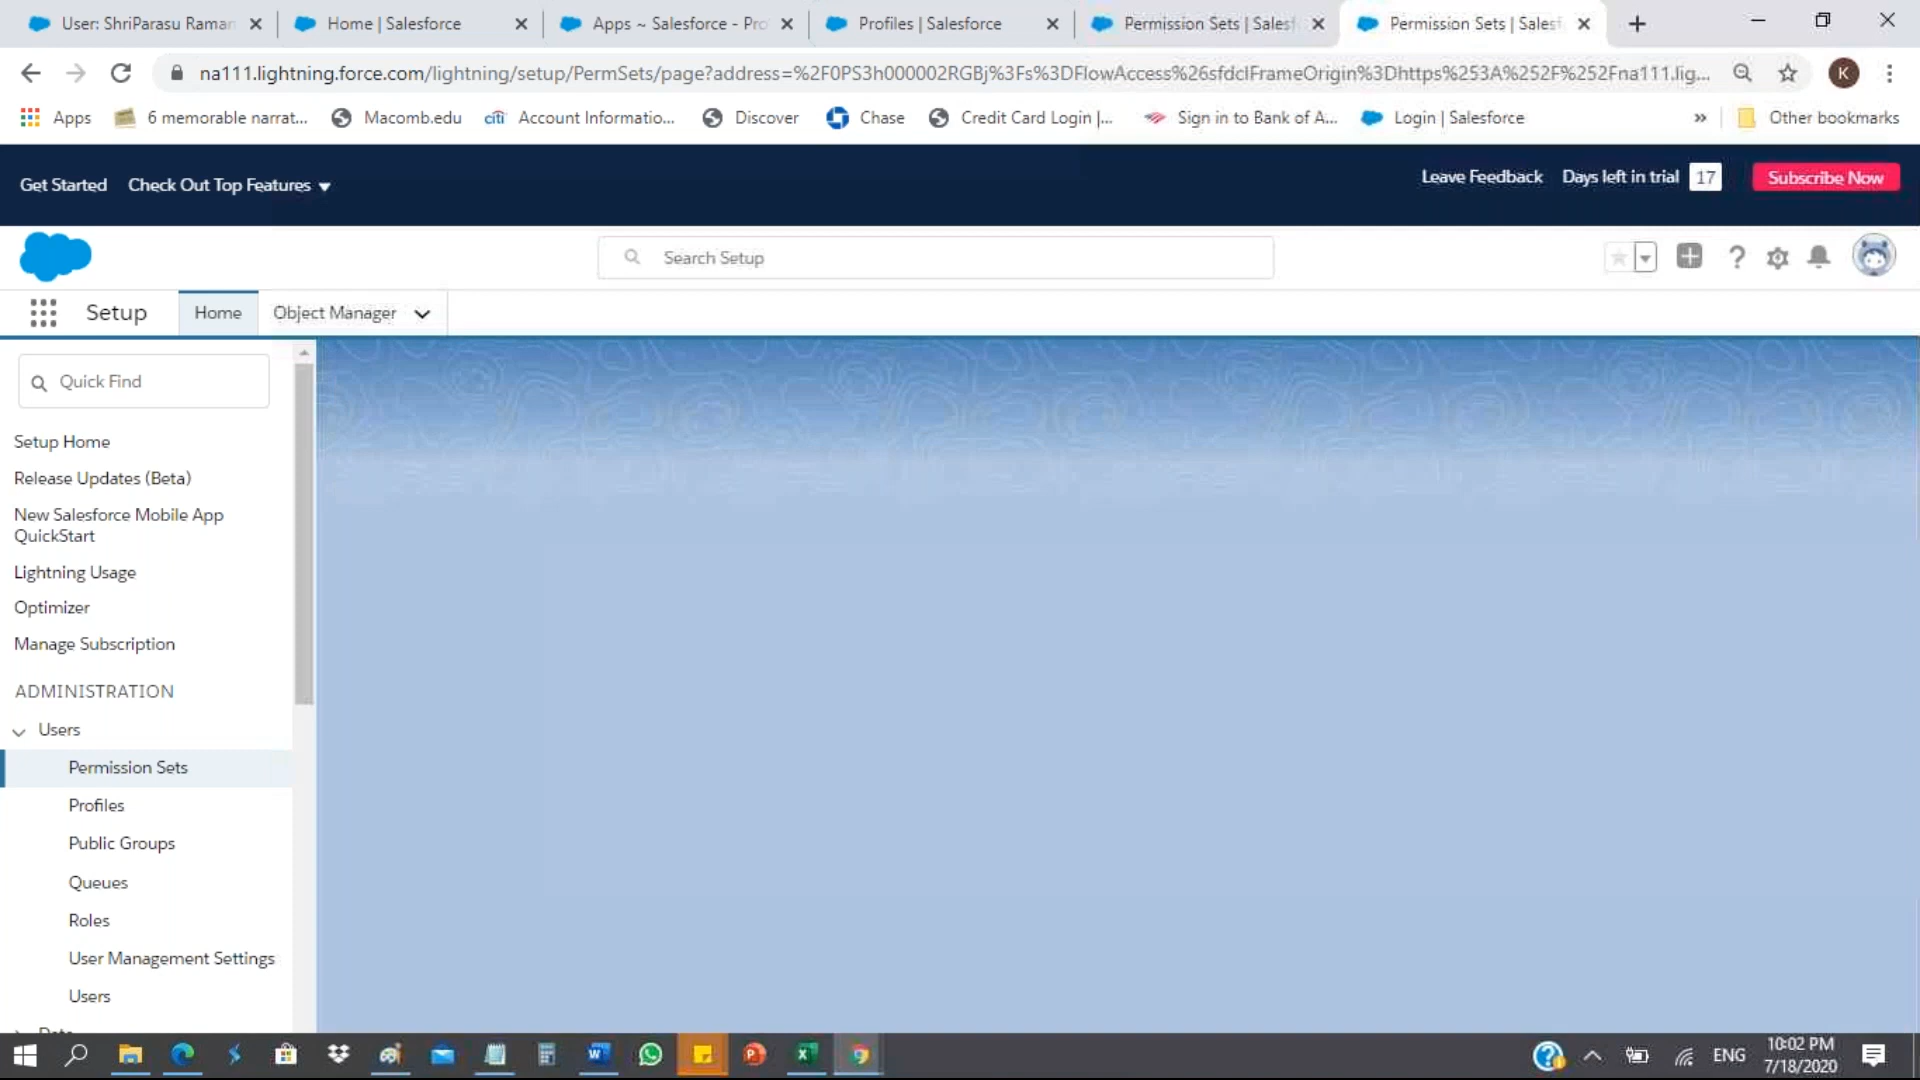 User: ShriParasu Raman
Home | Salesforce
Apps ~ Salesforce - Pro
Profiles | Salesforce
Permission Sets | Salesf
Permission Sets | Salesf
na111.lightning.force.com/lightning/setup/PermSets/page?address=%2F0PS3h000002RGBj%3Fs%3DFlowAccess%26sfdcIFrameOrigin%3Dhttps%253A%252F%252Fna111.lig...
K
Apps
6 memorable narrat...
Macomb.edu
citi
Account Informatio...
Discover
Chase
Credit Card Login |...
Sign in to Bank of A...
Login | Salesforce
»
Other bookmarks
Get Started
Check Out Top Features
Leave Feedback
Days left in trial
17
Subscribe Now
Search Setup
Setup
Home
Object Manager
Quick Find
Setup Home
Release Updates (Beta)
New Salesforce Mobile App
QuickStart
Lightning Usage
Optimizer
Manage Subscription
ADMINISTRATION
Users
Permission Sets
Profiles
Public Groups
Queues
Roles
User Management Settings
Users
Data
ENG
10:02 PM
7/18/2020